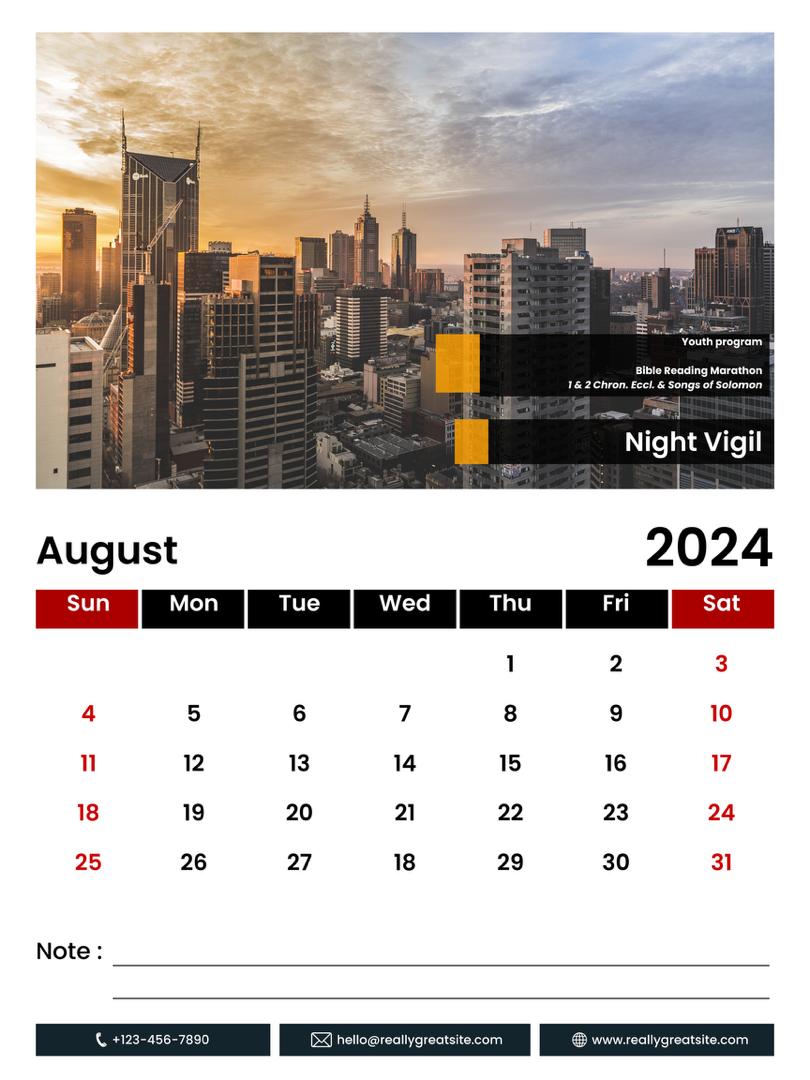 Youth program
Bible Reading Marathon
1 & 2 Chron. Eccl. & Songs of Solomon
Night Vigil
August 2024
Sun Mon Tue Wed Thu Fri Sat
1 2 3
4 5 6 7 8 9 10
11 12 13 14 15 16 17
18 19 20 21 22 23 24
25 26 27 18 29 30 31
Note :
+123-456-7890 hello@reallygreatsite.com www.reallygreatsite.com